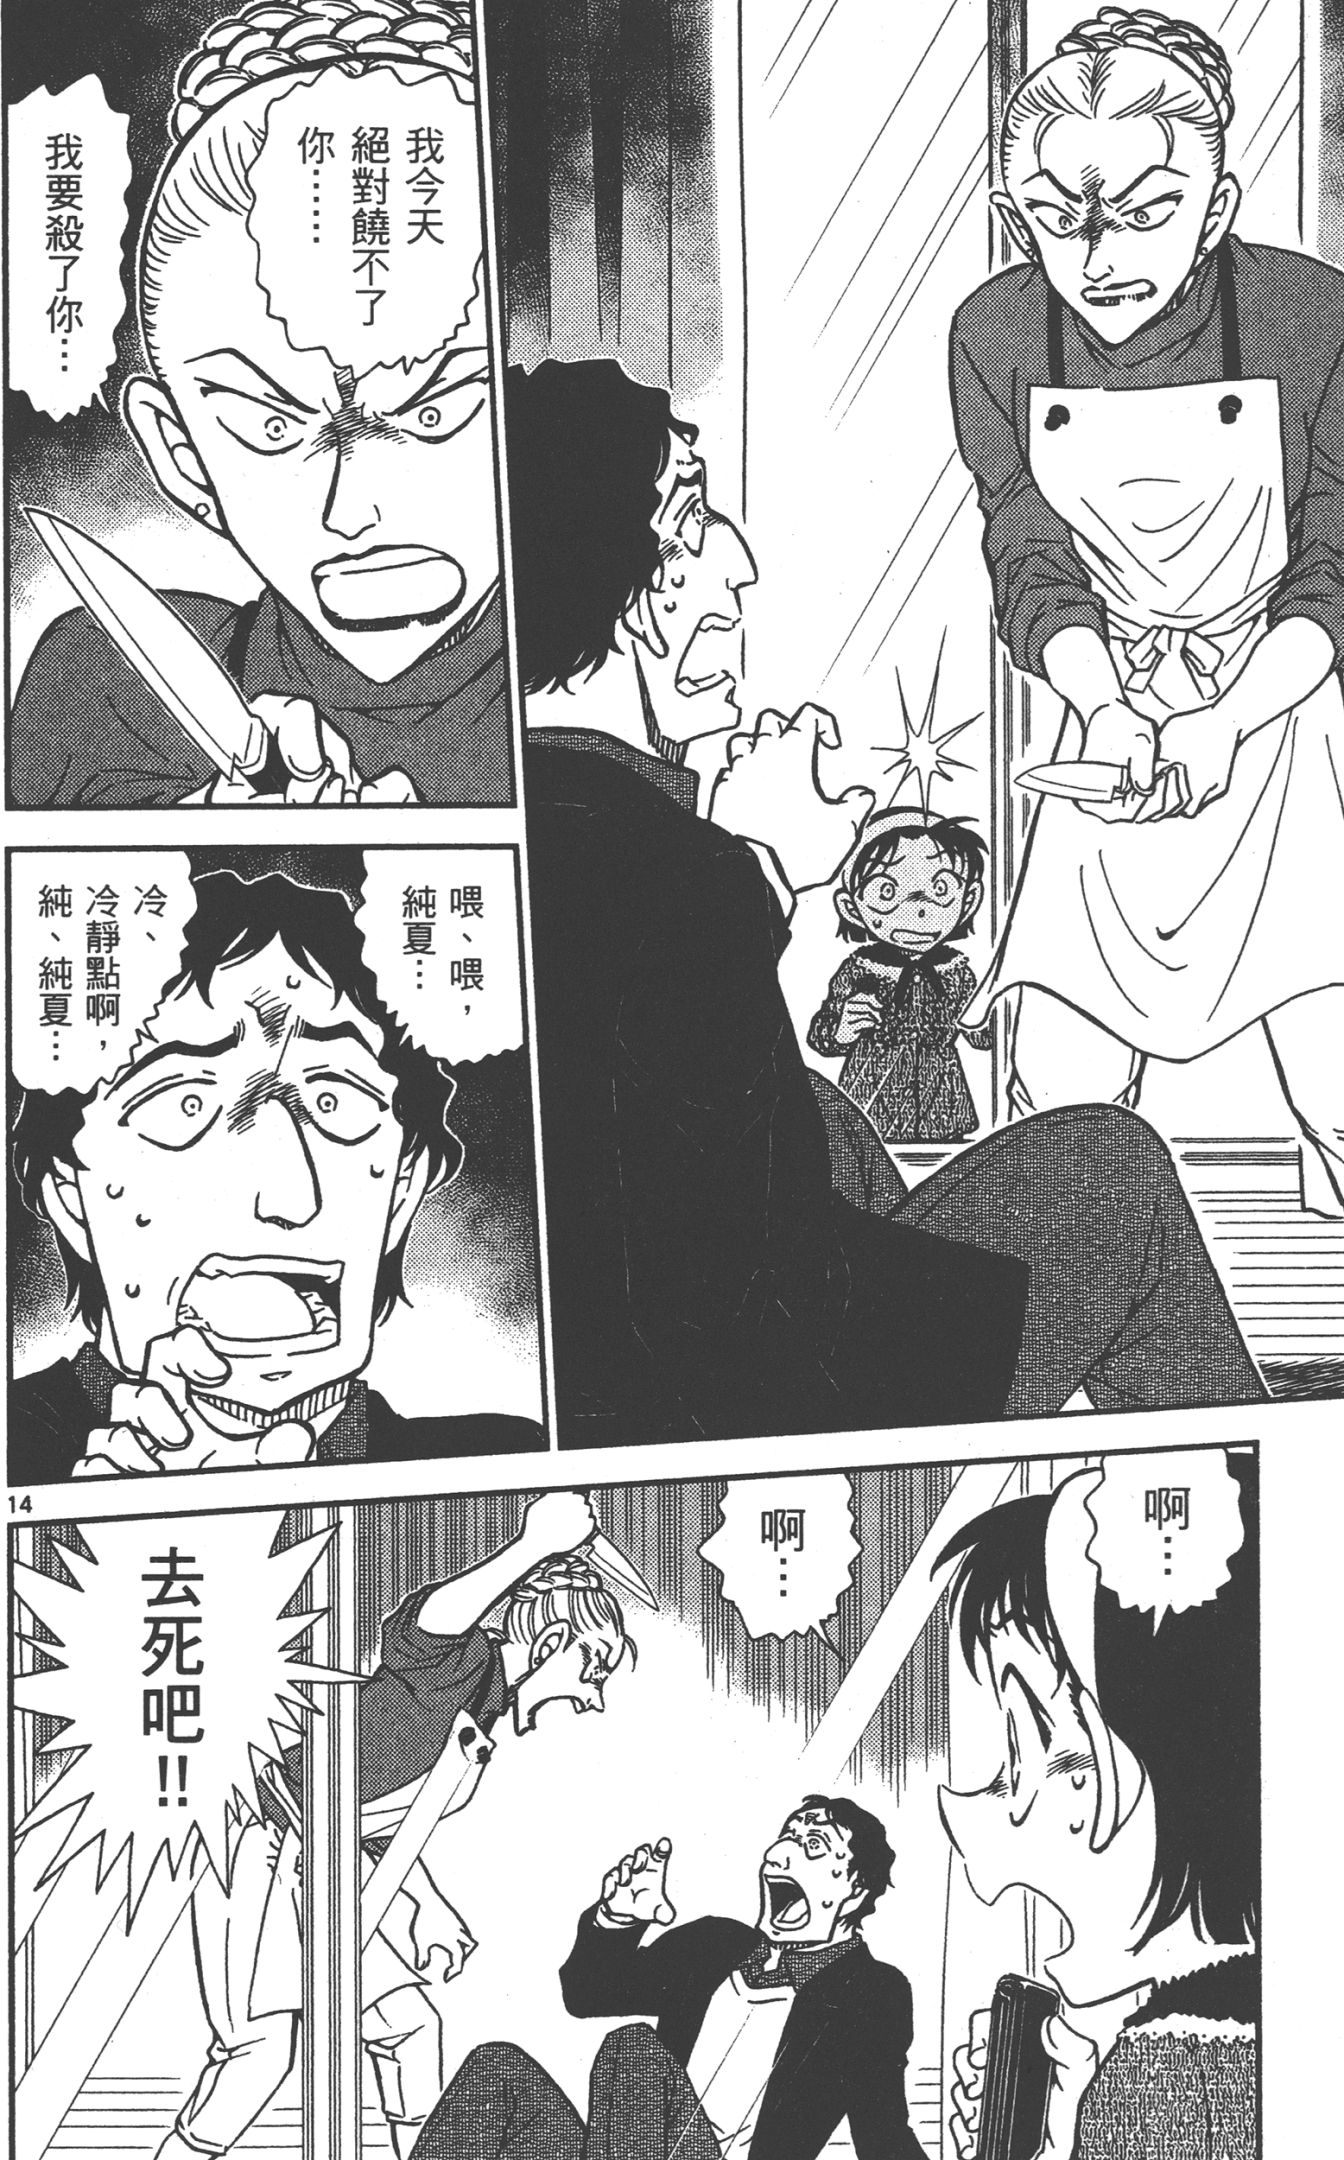 我今天
絕對饒不了
你……
我要殺了你…
喂、喂，
純夏…
冷、
冷靜點啊，
純、純夏…
啊…
啊…
去死吧!!
14